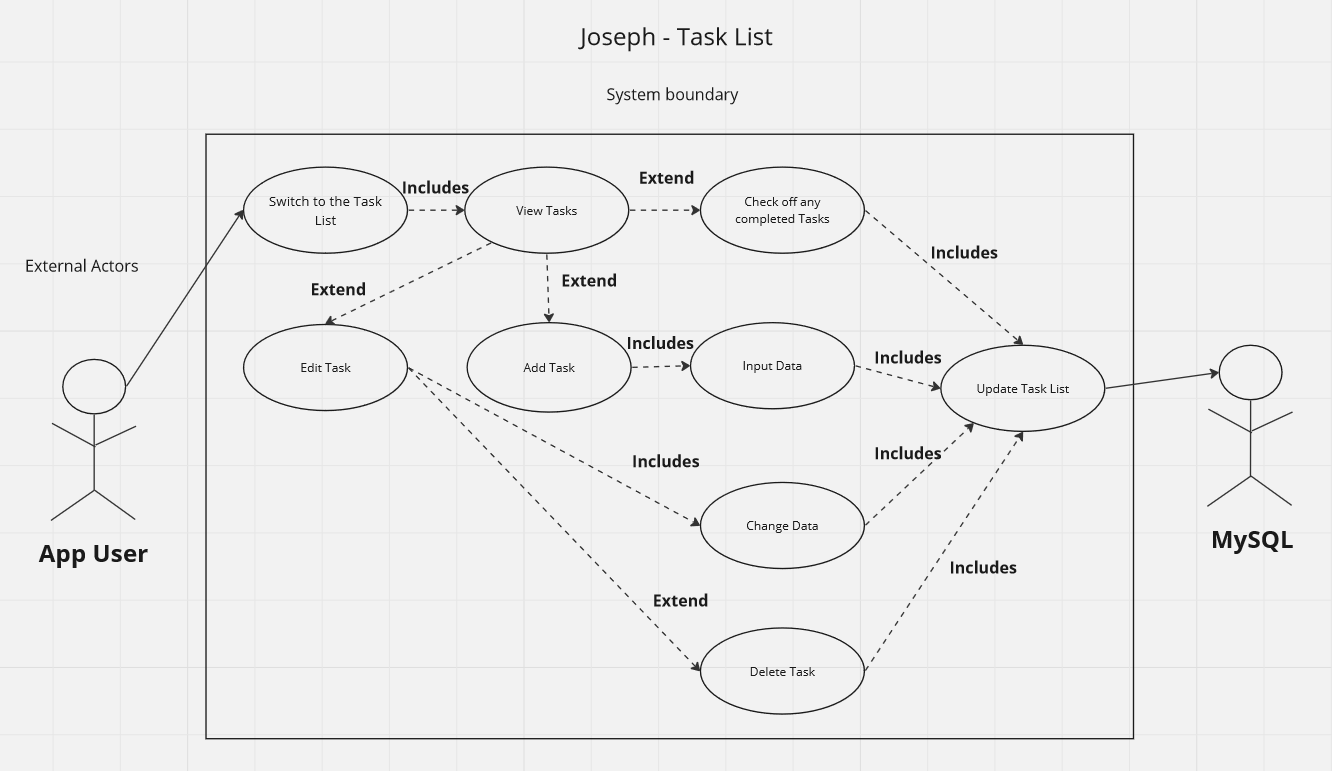 Joseph - Task List
System boundary
Includes
Extend
Switch to the Task
List
View Tasks
Check off any
completed Tasks
Includes
External Actors
Extend
Extend
Includes
Includes
Edit Task
Add Task
Input Data
Update Task List
Includes
Includes
Change Data
App User
MySQL
Includes
Extend
Delete Task